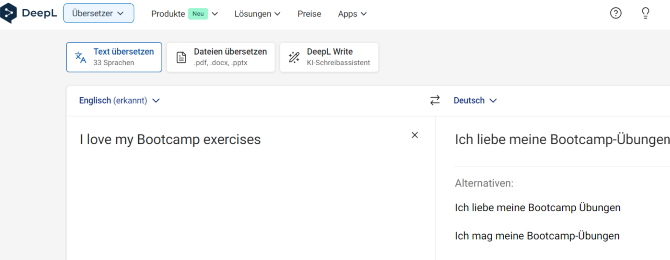 DeepL Übersetzer Produkte Neu Lösungen Preise Apps
Text übersetzen
33 Sprachen
Dateien übersetzen
.pdf, .docx, .pptx
DeepL Write
KI-Schreibassistent
Englisch (erkannt)
Deutsch
I love my Bootcamp exercises
Ich liebe meine Bootcamp-Übungen
Alternativen:
Ich liebe meine Bootcamp Übungen
Ich mag meine Bootcamp-Übungen